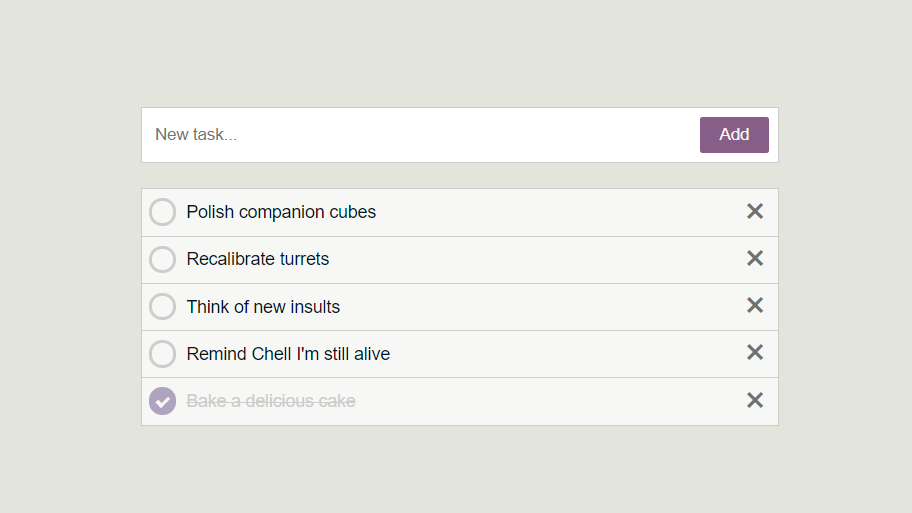 New task...
Add
Polish companion cubes
Recalibrate turrets
Think of new insults
Remind Chell I'm still alive
Bake a delicious cake